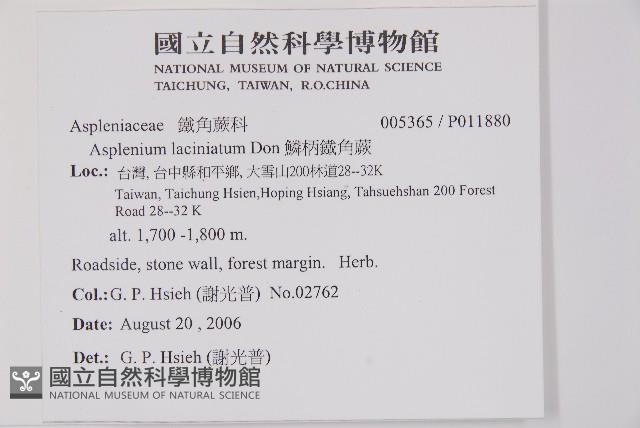 國立自然科學博物館
NATIONAL MUSEUM OF NATURAL SCIENCE
TAICHUNG, TAIWAN, R.O.CHINA
Aspleniaceae 鐵角蕨科 005365 / P011880
Asplenium laciniatum Don 鱗柄鐵角蕨
Loc.: 台灣, 台中縣和平鄉, 大雪山200林道28--32K
Taiwan, Taichung Hsien,Hoping Hsiang, Tahsuehshan 200 Forest
Road 28--32 K
alt. 1,700 -1,800 m.
Roadside, stone wall, forest margin. Herb.
Col.: G. P. Hsieh (謝光普) No.02762
Date: August 20 , 2006
Det.: G. P. Hsieh (謝光普)
國立自然科學博物館
NATIONAL MUSEUM OF NATURAL SCIENCE